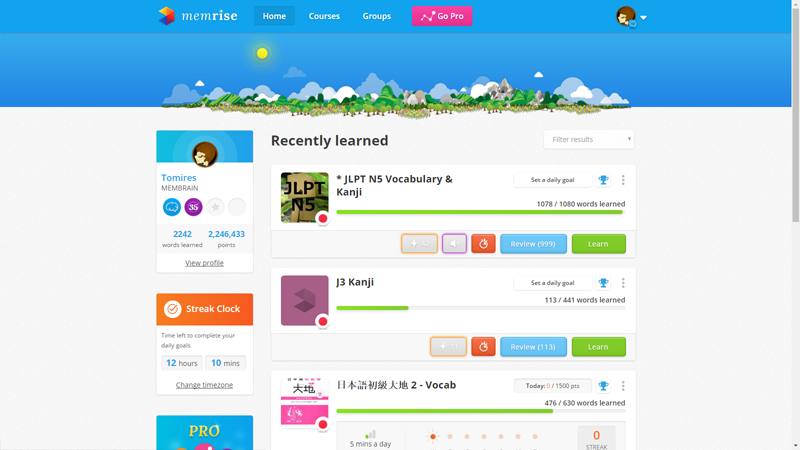 memrise
Home
Courses
Groups
Go Pro
Tomires
MEMBRAIN
35
2242
words learned
2,246,433
points
View profile
Streak Clock
Time left to complete your
daily goals
12 hours
10 mins
Change timezone
PRO
Recently learned
Filter results
JLPT
N5
* JLPT N5 Vocabulary &
Kanji
Set a daily goal
1078 / 1080 words learned
Review (999)
Learn
J3 Kanji
Set a daily goal
113 / 441 words learned
Review (113)
Learn
大地
日本語初級大地 2 - Vocab
Today: 0 / 1500 pts
476 / 630 words learned
5 mins a day
0
STREAK